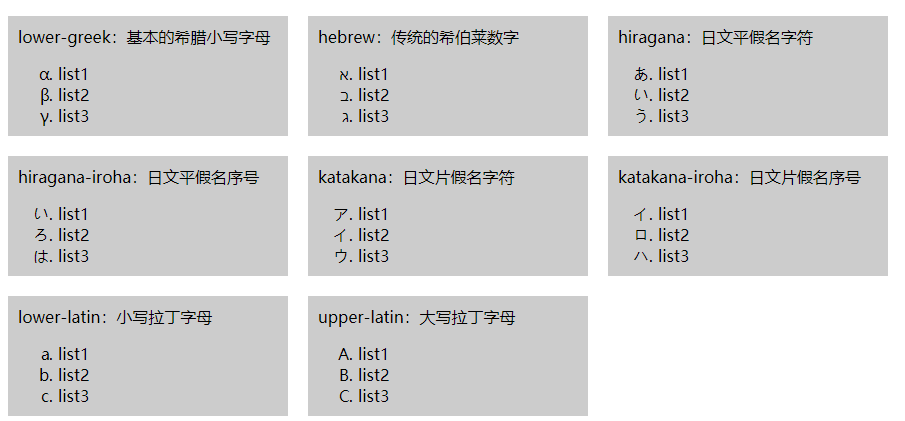 lower-greek：基本的希腊小写字母
α. list1
β. list2
γ. list3
hebrew：传统的希伯莱数字
א. list1
ב. list2
ג. list3
hiragana：日文平假名字符
あ. list1
い. list2
う. list3
hiragana-iroha：日文平假名序号
い. list1
ろ. list2
は. list3
katakana：日文片假名字符
ア. list1
イ. list2
ウ. list3
katakana-iroha：日文片假名序号
イ. list1
ロ. list2
ハ. list3
lower-latin：小写拉丁字母
a. list1
b. list2
c. list3
upper-latin：大写拉丁字母
A. list1
B. list2
C. list3